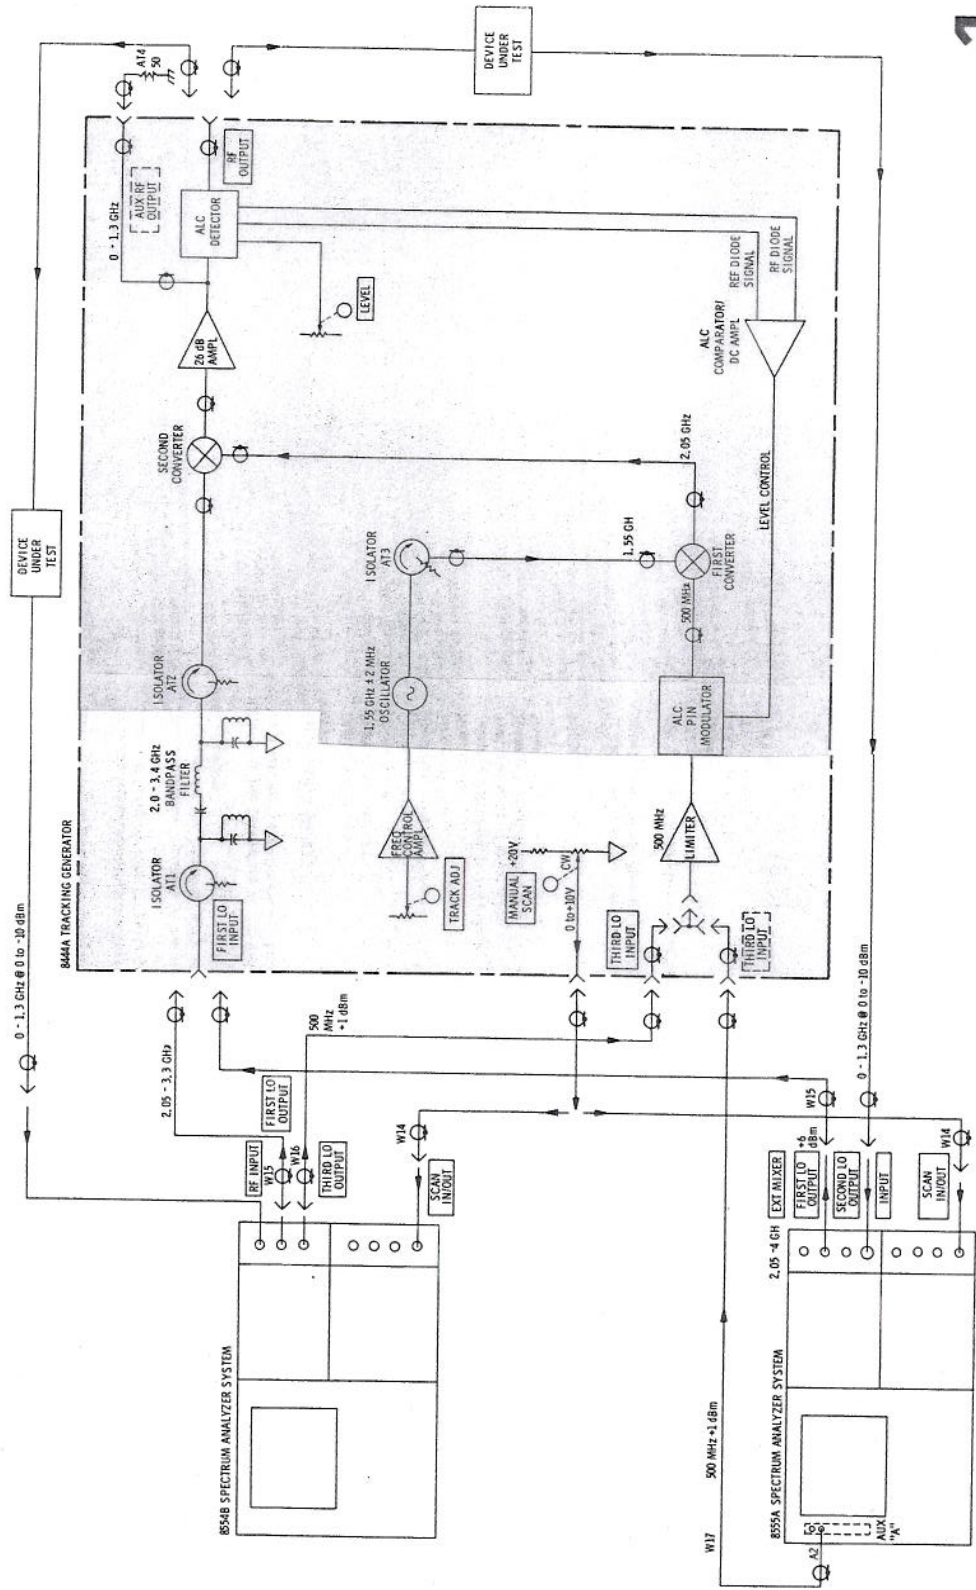 DEVICE
UNDER
TEST
0 - 1.3 GHz @ 0 to -10 dBm
8444A TRACKING GENERATOR
ISOLATOR
AT1
2.0 - 3.4 GHz
BANDPASS
FILTER
ISOLATOR
AT2
SECOND
CONVERTER
26 dB
AMPL
0 - 1.3 GHz
AUX RF
OUTPUT
ALC
DETECTOR
RF
OUTPUT
AT4
50
DEVICE
UNDER
TEST
FIRST LO
INPUT
LEVEL
1.55 GHz ± 2 MHz
OSCILLATOR
ISOLATOR
AT3
FREQ
CONTROL
AMPL
TRACK ADJ
MANUAL
SCAN
+20V
CW
0 to +10V
1.55 GH
2.05 GHz
500 MHz
LIMITER
ALC
PIN
MODULATOR
500 MHz
FIRST
CONVERTER
LEVEL CONTROL
ALC
COMPARATOR/
DC AMPL
REF DIODE
SIGNAL
RF DIODE
SIGNAL
THIRD LO
INPUT
THIRD LO
INPUT
2.05 - 3.3 GHz
RF INPUT
W15
FIRST LO
OUTPUT
W16
THIRD LO
OUTPUT
500
MHz
+1 dBm
W14
SCAN
IN/OUT
8554B SPECTRUM ANALYZER SYSTEM
W17
500 MHz +1 dBm
2.05 -4 GH
EXT MIXER
FIRST LO
OUTPUT
+6
dBm
W15
SECOND LO
OUTPUT
INPUT
0 - 1.3 GHz @ 0 to -10 dBm
SCAN
IN/OUT
W14
8555A SPECTRUM ANALYZER SYSTEM
A2
AUX
"A"